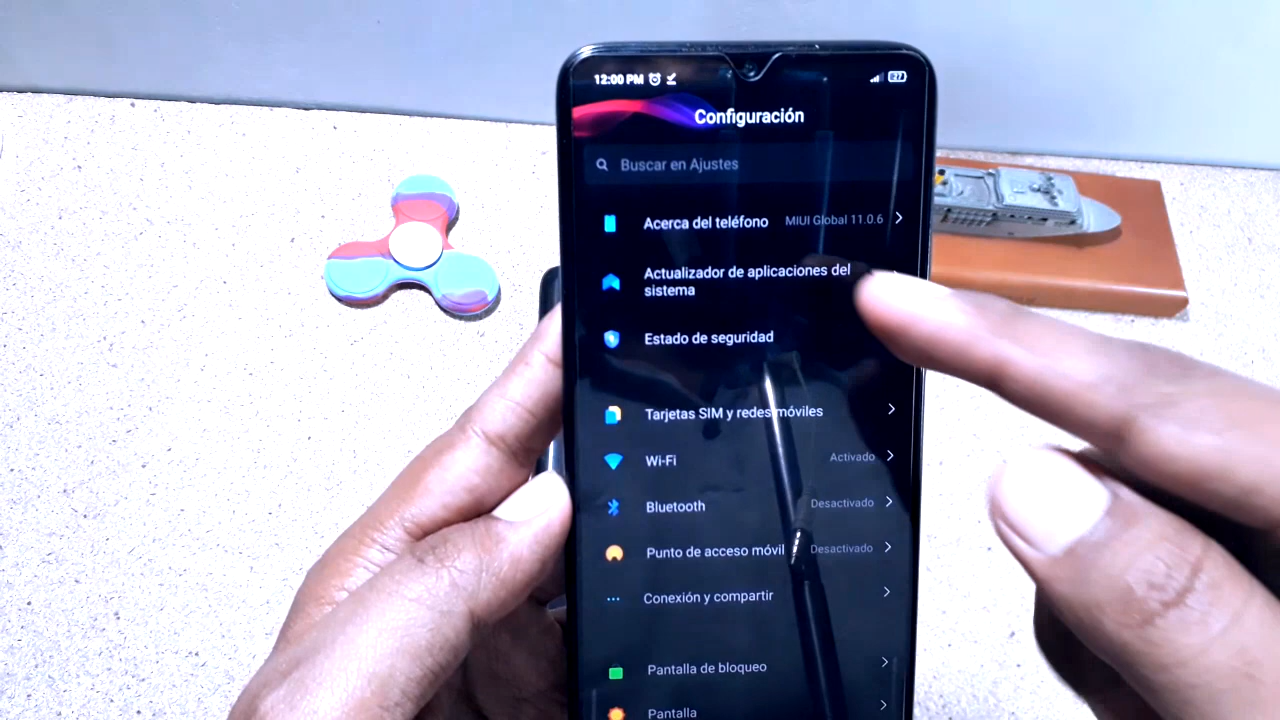 12:00 PM 27
Configuración
Buscar en Ajustes
Acerca del teléfono MIUI Global 11.0.6
Actualizador de aplicaciones del
sistema
Estado de seguridad
Tarjetas SIM y redes móviles
Wi-Fi Activado
Bluetooth Desactivado
Punto de acceso móvil Desactivado
Conexión y compartir
Pantalla de bloqueo
Pantalla